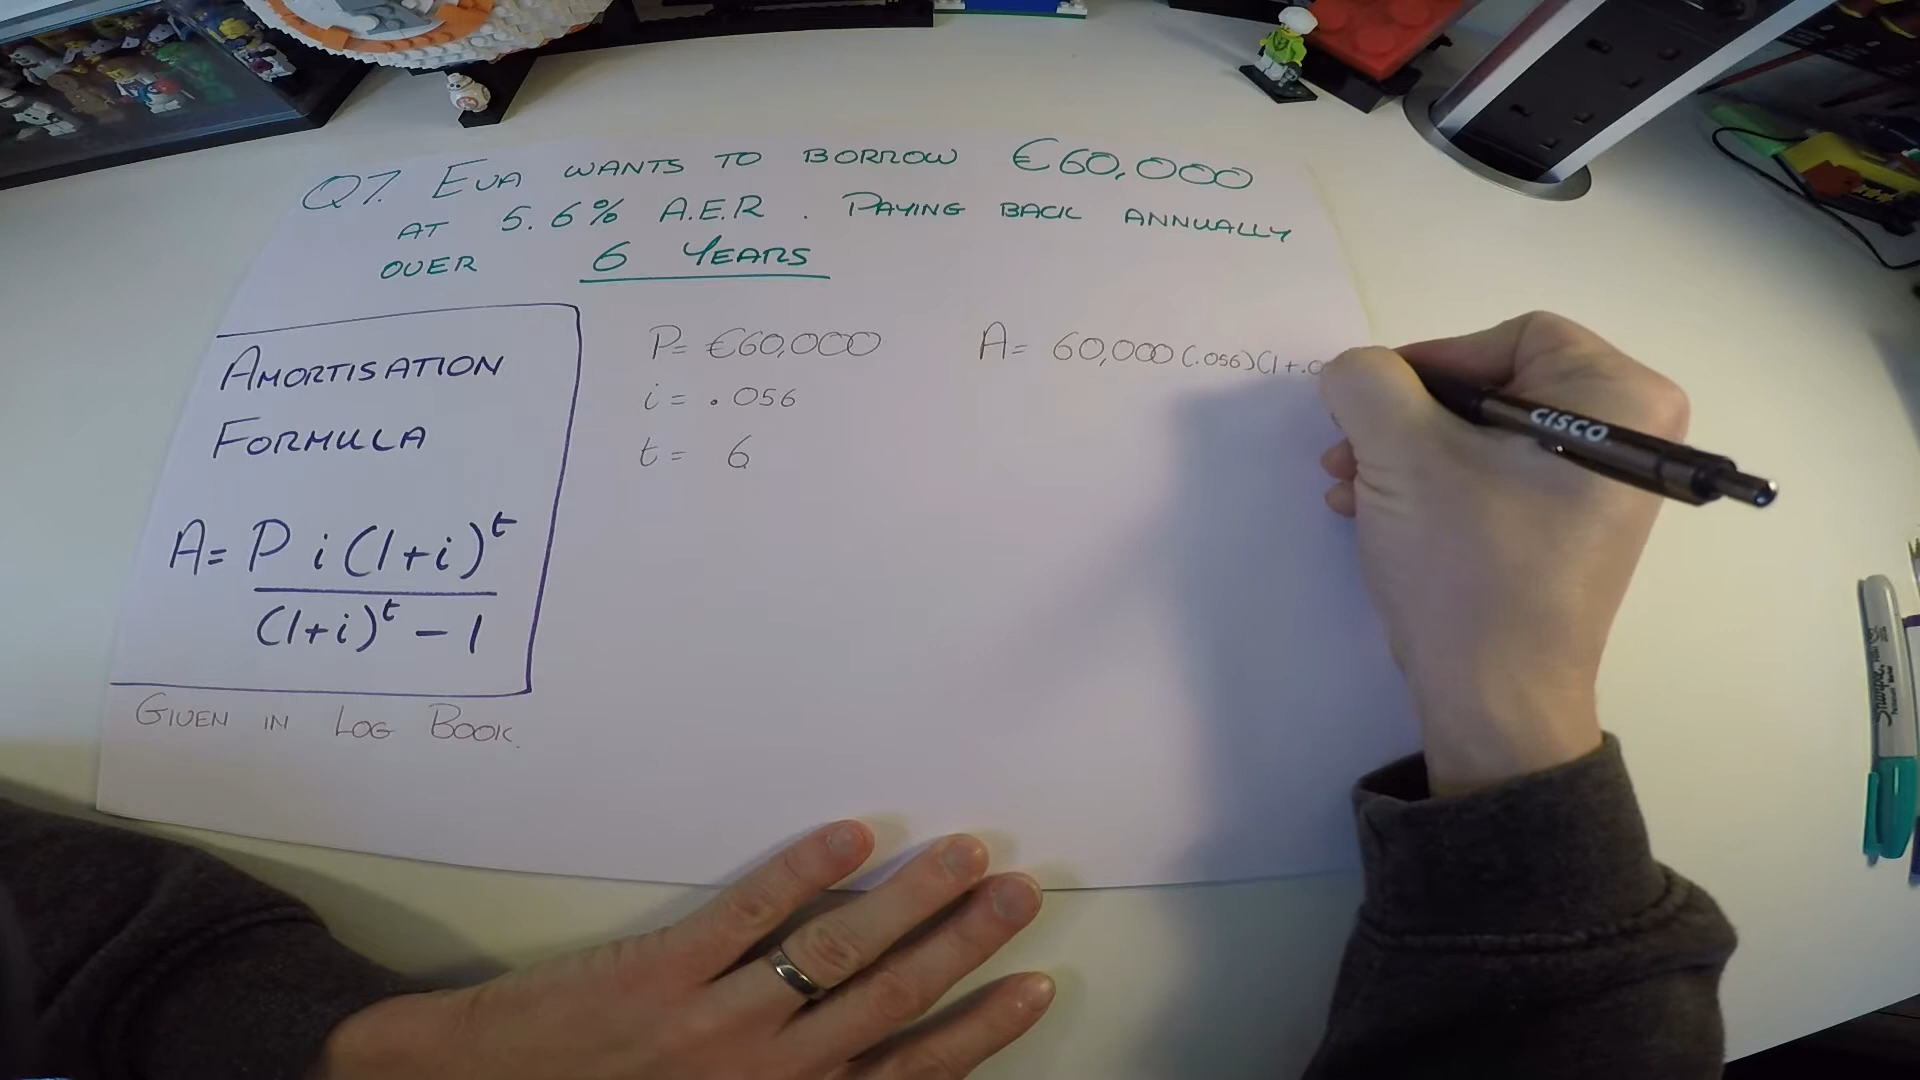 Q7. EVA WANTS TO BORROW €60,000
AT 5.6% A.E.R. PAYING BACK ANNUALLY
OVER 6 YEARS
AMORTISATION
FORMULA
A= P i (1+i)^t
(1+i)^t - 1
GIVEN IN LOG BOOK.
P= €60,000
i = .056
t = 6
A= 60,000 (.056)(1+.0
CISCO
Sharpie